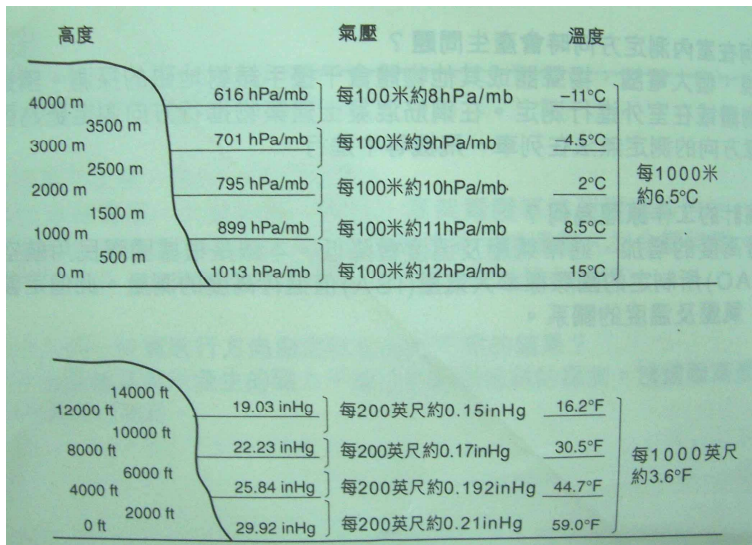 高度 氣壓 溫度
4000 m 616 hPa/mb 每100米約8hPa/mb -11°C
3500 m
3000 m 701 hPa/mb 每100米約9hPa/mb -4.5°C
2500 m
2000 m 795 hPa/mb 每100米約10hPa/mb 2°C 每1000米
約6.5°C
1500 m
1000 m 899 hPa/mb 每100米約11hPa/mb 8.5°C
500 m
0 m 1013 hPa/mb 每100米約12hPa/mb 15°C
14000 ft
12000 ft 19.03 inHg 每200英尺約0.15inHg 16.2°F
10000 ft
8000 ft 22.23 inHg 每200英尺約0.17inHg 30.5°F 每1000英尺
約3.6°F
6000 ft
4000 ft 25.84 inHg 每200英尺約0.192inHg 44.7°F
2000 ft
0 ft 29.92 inHg 每200英尺約0.21inHg 59.0°F